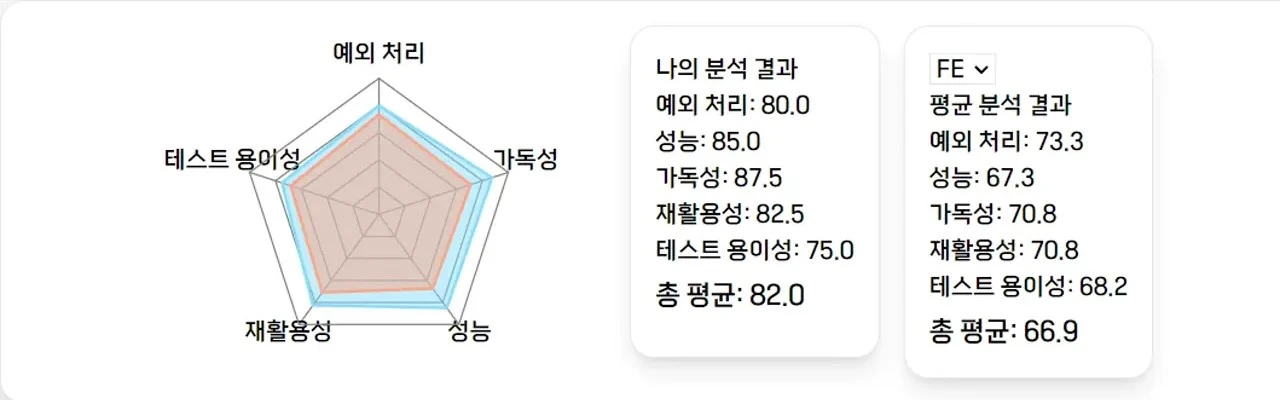 예외 처리
테스트 용이성
가독성
재활용성
성능
나의 분석 결과
예외 처리: 80.0
성능: 85.0
가독성: 87.5
재활용성: 82.5
테스트 용이성: 75.0
총 평균: 82.0
FE
평균 분석 결과
예외 처리: 73.3
성능: 67.3
가독성: 70.8
재활용성: 70.8
테스트 용이성: 68.2
총 평균: 66.9